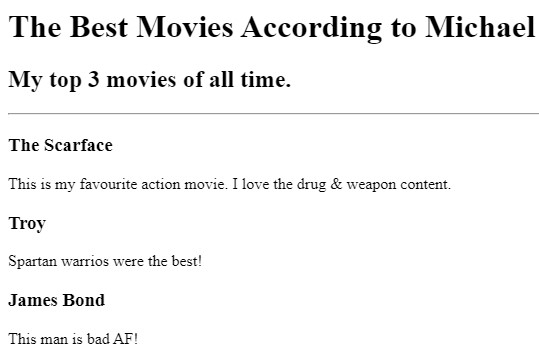 The Best Movies According to Michael
My top 3 movies of all time.
The Scarface
This is my favourite action movie. I love the drug & weapon content.
Troy
Spartan warrios were the best!
James Bond
This man is bad AF!